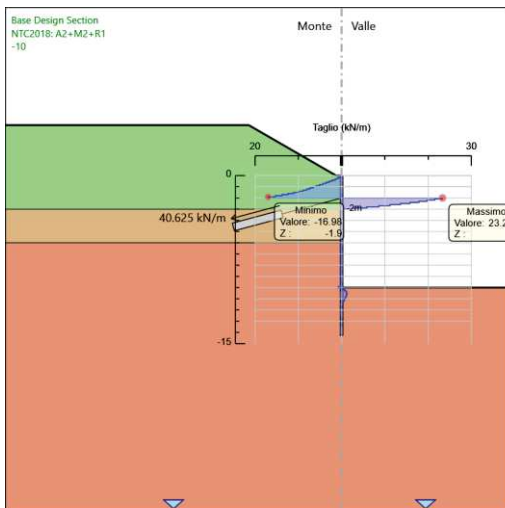 Base Design Section
NTC2018: A2+M2+R1
-10
Monte Valle
Taglio (kN/m)
20 30
0
-2m
40.625 kN/m
Minimo
Valore: -16.98
Z : -1.9
Massimo
Valore: 23.2
Z :
-15